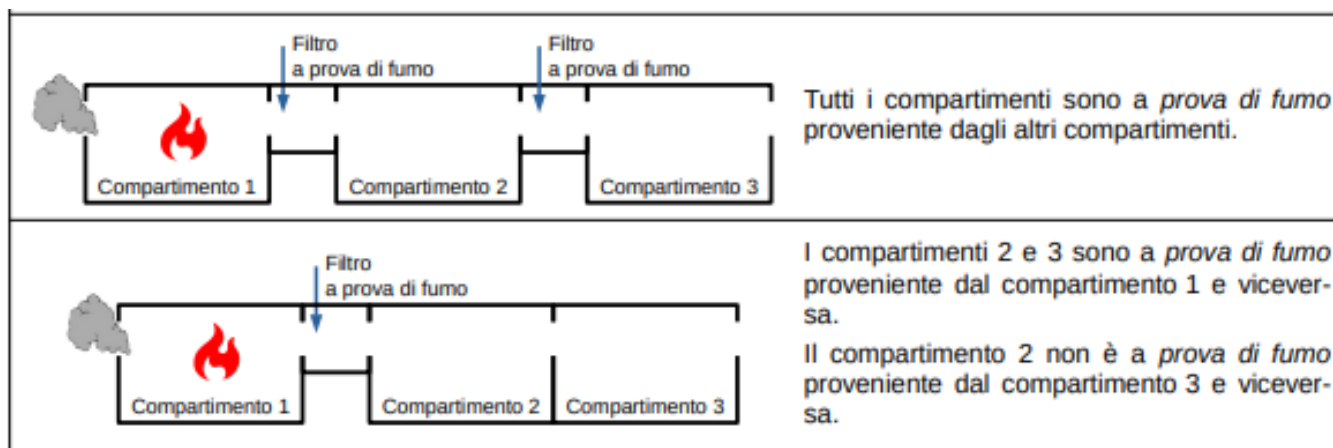 Filtro
a prova di fumo
Filtro
a prova di fumo
Compartimento 1
Compartimento 2
Compartimento 3
Tutti i compartimenti sono a prova di fumo
proveniente dagli altri compartimenti.
Filtro
a prova di fumo
Compartimento 1
Compartimento 2
Compartimento 3
I compartimenti 2 e 3 sono a prova di fumo
proveniente dal compartimento 1 e vicever-
sa.
Il compartimento 2 non è a prova di fumo
proveniente dal compartimento 3 e vicever-
sa.